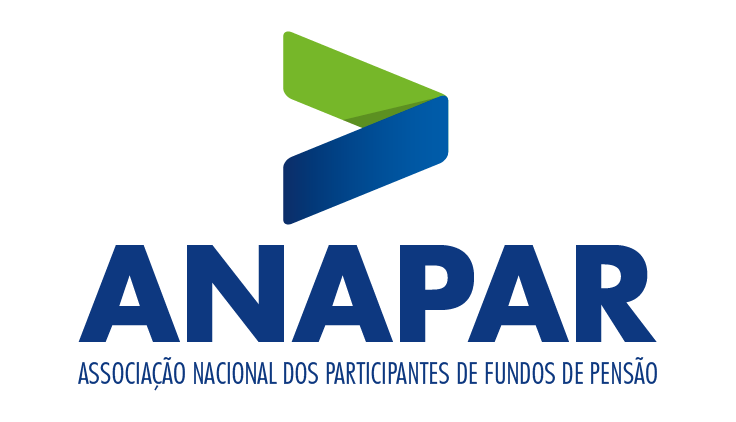 ANAPAR
ASSOCIAÇÃO NACIONAL DOS PARTICIPANTES DE FUNDOS DE PENSÃO